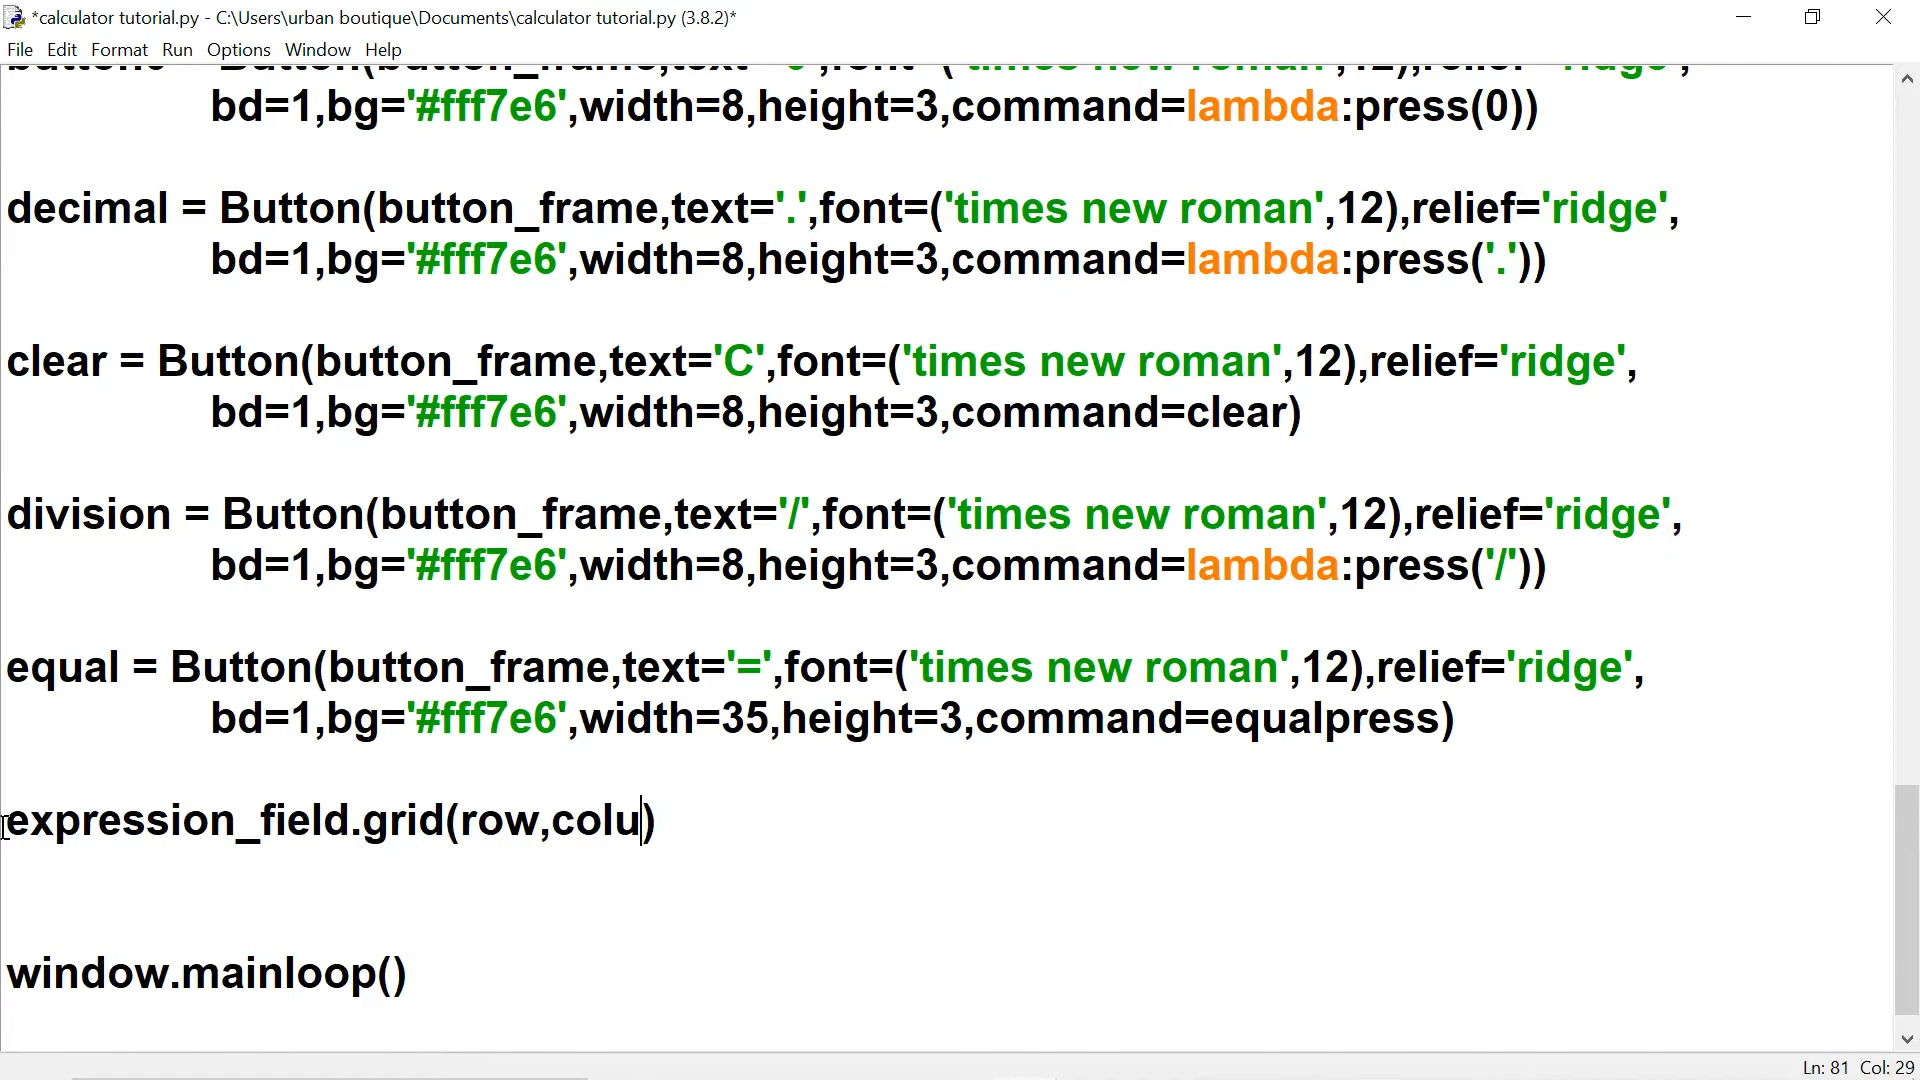 *calculator tutorial.py - C:\Users\urban boutique\Documents\calculator tutorial.py (3.8.2)*
File Edit Format Run Options Window Help
bd=1,bg='#fff7e6',width=8,height=3,command=lambda:press(0))
decimal = Button(button_frame,text='.',font=('times new roman',12),relief='ridge',
bd=1,bg='#fff7e6',width=8,height=3,command=lambda:press('.'))
clear = Button(button_frame,text='C',font=('times new roman',12),relief='ridge',
bd=1,bg='#fff7e6',width=8,height=3,command=clear)
division = Button(button_frame,text='/',font=('times new roman',12),relief='ridge',
bd=1,bg='#fff7e6',width=8,height=3,command=lambda:press('/'))
equal = Button(button_frame,text='=',font=('times new roman',12),relief='ridge',
bd=1,bg='#fff7e6',width=35,height=3,command=equalpress)
expression_field.grid(row,colu)
window.mainloop()
Ln: 81 Col: 29